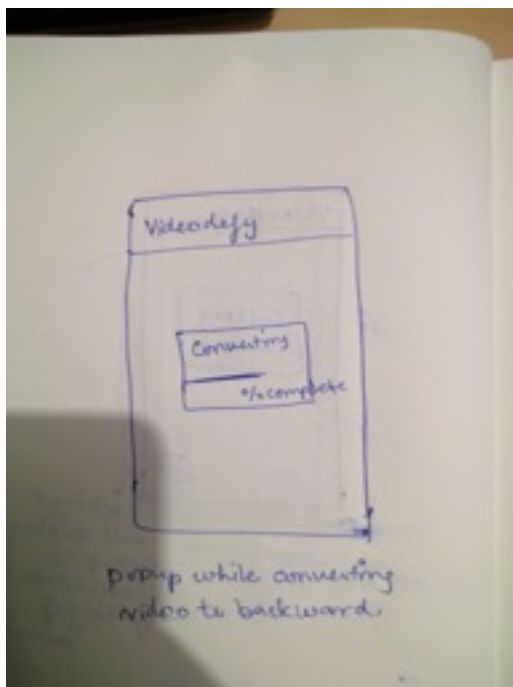 Videodefy
Converting
% complete
popup while converting
video to backward.